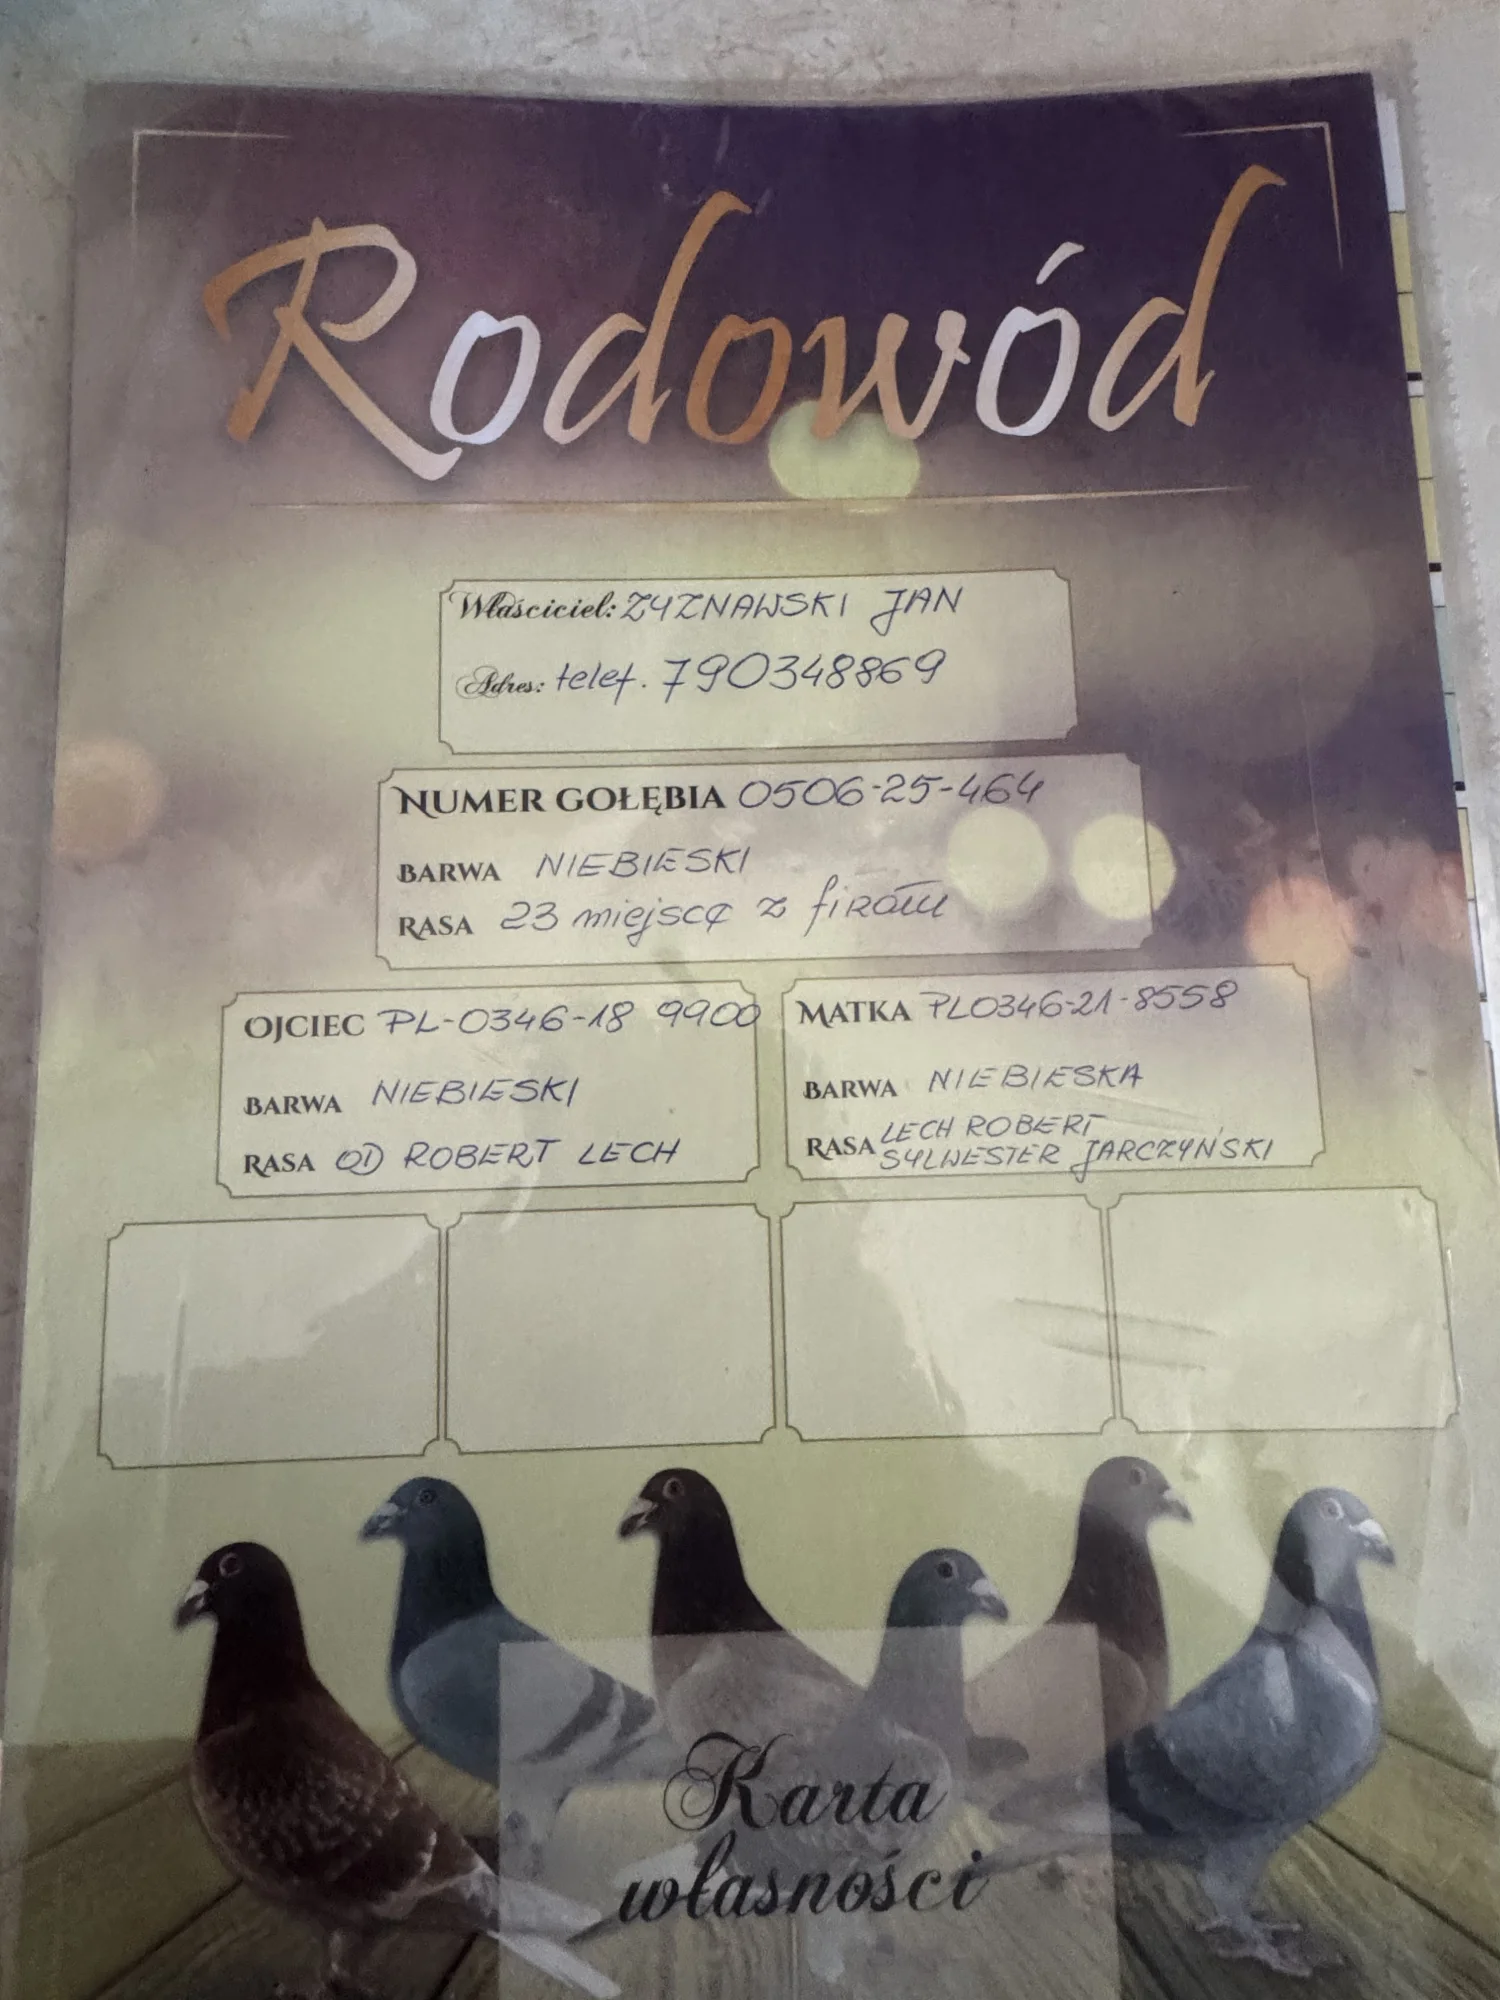 Rodowód
Właściciel: ZYZNAWSKI JAN
Adres: telef. 790348869
NUMER GOŁĘBIA 0506-25-464
BARWA NIEBIESKI
RASA 23 miejscę z
OJCIEC PL-0346-18 9900
MATKA PL0346-21-8558
BARWA NIEBIESKI
BARWA NIEBIESKA
RASA OD ROBERT LECH
RASA LECH ROBERT
SYLWESTER JARCZYŃSKI
Karta
własności